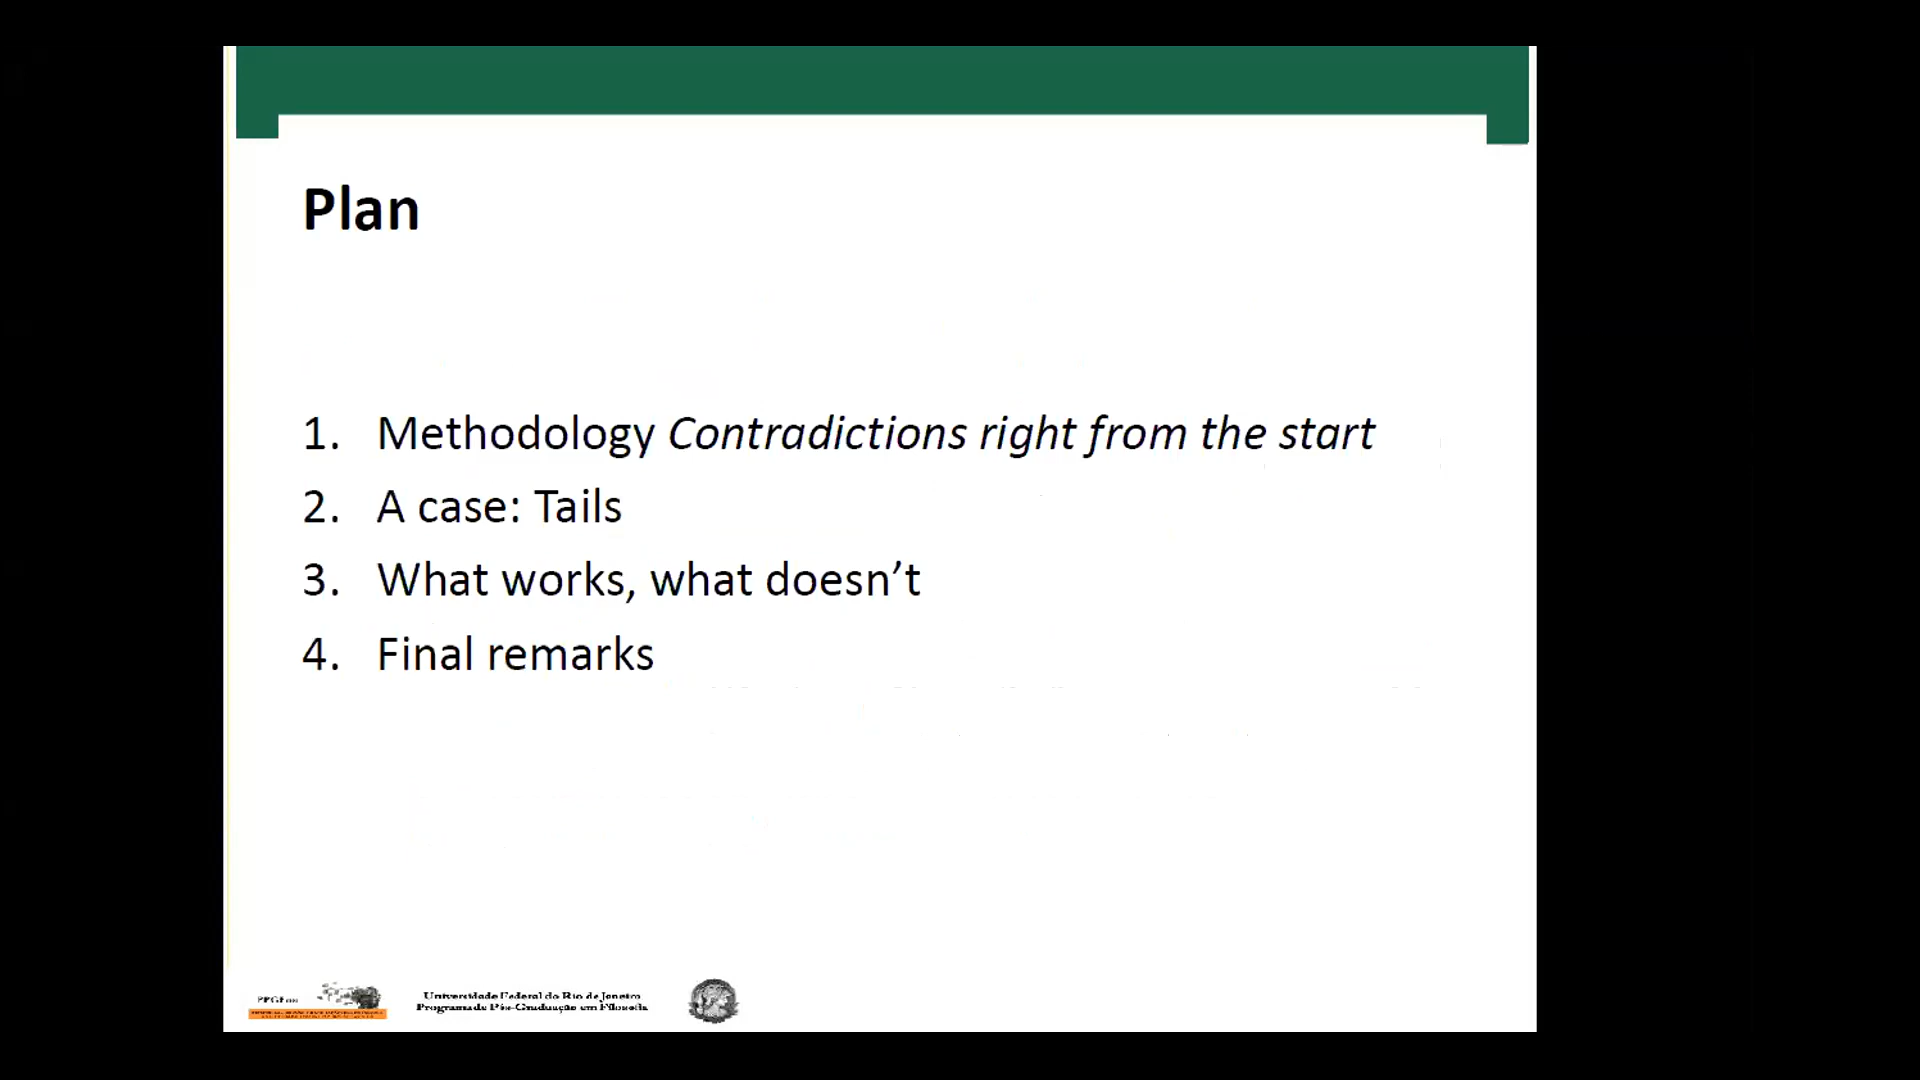 Plan
1. Methodology Contradictions right from the start
2. A case: Tails
3. What works, what doesn’t
4. Final remarks
Universidade Federal do Rio de Janeiro
Programa de Pós-Graduação em Filosofia